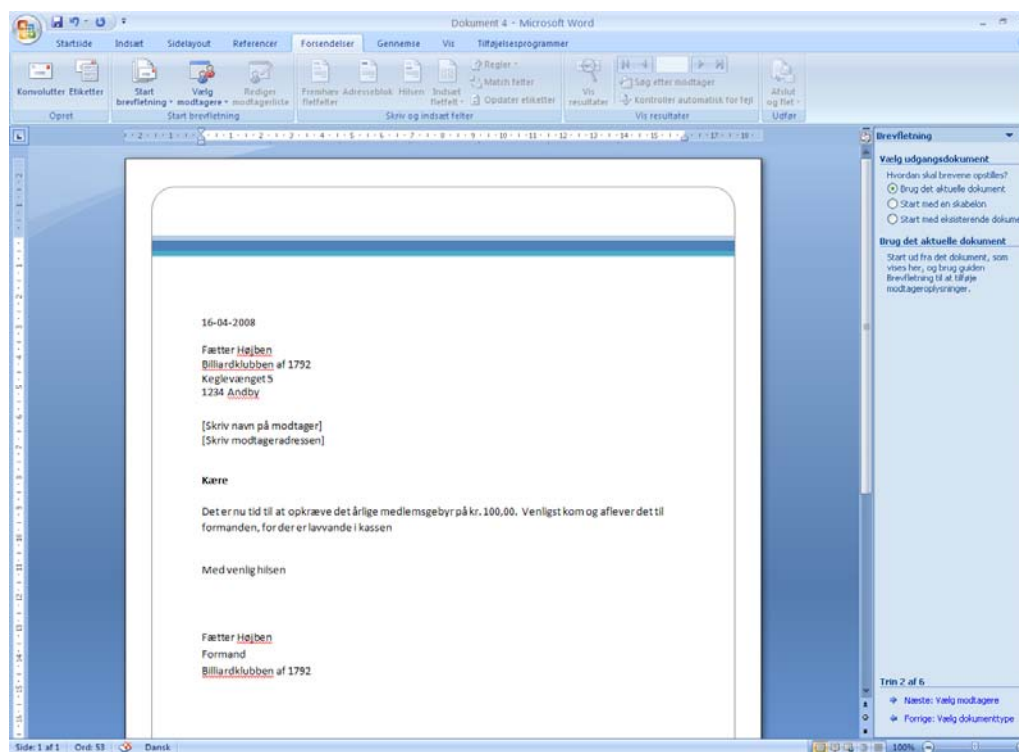 Dokument 4 - Microsoft Word
Startside Indsæt Sidelayout Referencer Forsendelser Gennemse Vis Tilføjelsesprogrammer
Konvolutter Etiketter
Opret
Start brevfletning
Vælg modtagere
Rediger modtagerliste
Start brevfletning
Fremhæv fletfelter
Adresseblok
Hilsen
Indsæt fletfelt
Regler
Match felter
Opdater etiketter
Skriv og indsæt felter
Vis resultater
Søg efter modtager
Kontroller automatisk for fejl
Vis resultater
Afslut og flet
Udfør
16-04-2008
Fætter Højben
Billiardklubben af 1792
Keglevænget 5
1234 Andby
[Skriv navn på modtager]
[Skriv modtageradressen]
Kære
Det er nu tid til at opkræve det årlige medlemsgebyr på kr. 100,00. Venligst kom og aflever det til
formanden, for der er lavvande i kassen
Med venlig hilsen
Fætter Højben
Formand
Billiardklubben af 1792
Brevfletning
Vælg udgangsdokument
Hvordan skal brevene opstilles?
Brug det aktuelle dokument
Start med en skabelon
Start med eksisterende dokume
Brug det aktuelle dokument
Start ud fra det dokument, som
vises her, og brug guiden
Brevfletning til at tilføje
modtageroplysninger.
Trin 2 af 6
Næste: Vælg modtagere
Forrige: Vælg dokumenttype
Side: 1 af 1 Ord: 53 Dansk 100%